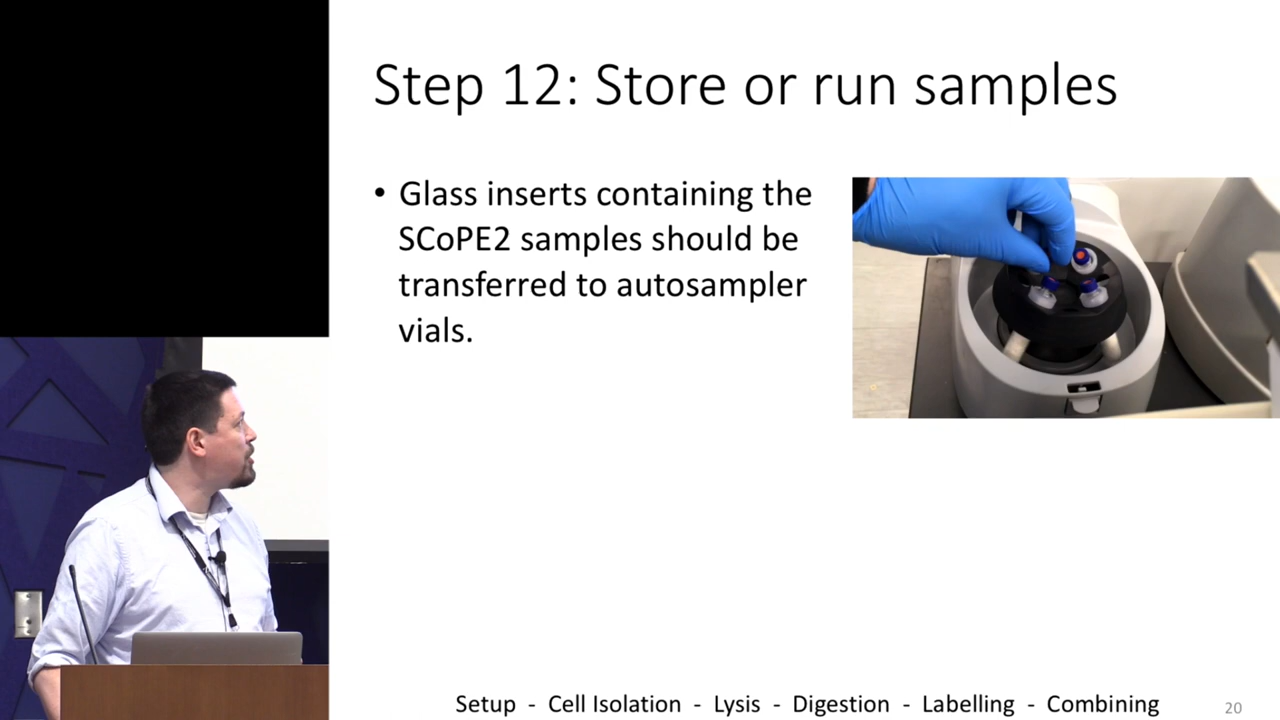 Step 12: Store or run samples
• Glass inserts containing the
SCoPE2 samples should be
transferred to autosampler
vials.
Setup - Cell Isolation - Lysis - Digestion - Labelling - Combining
20